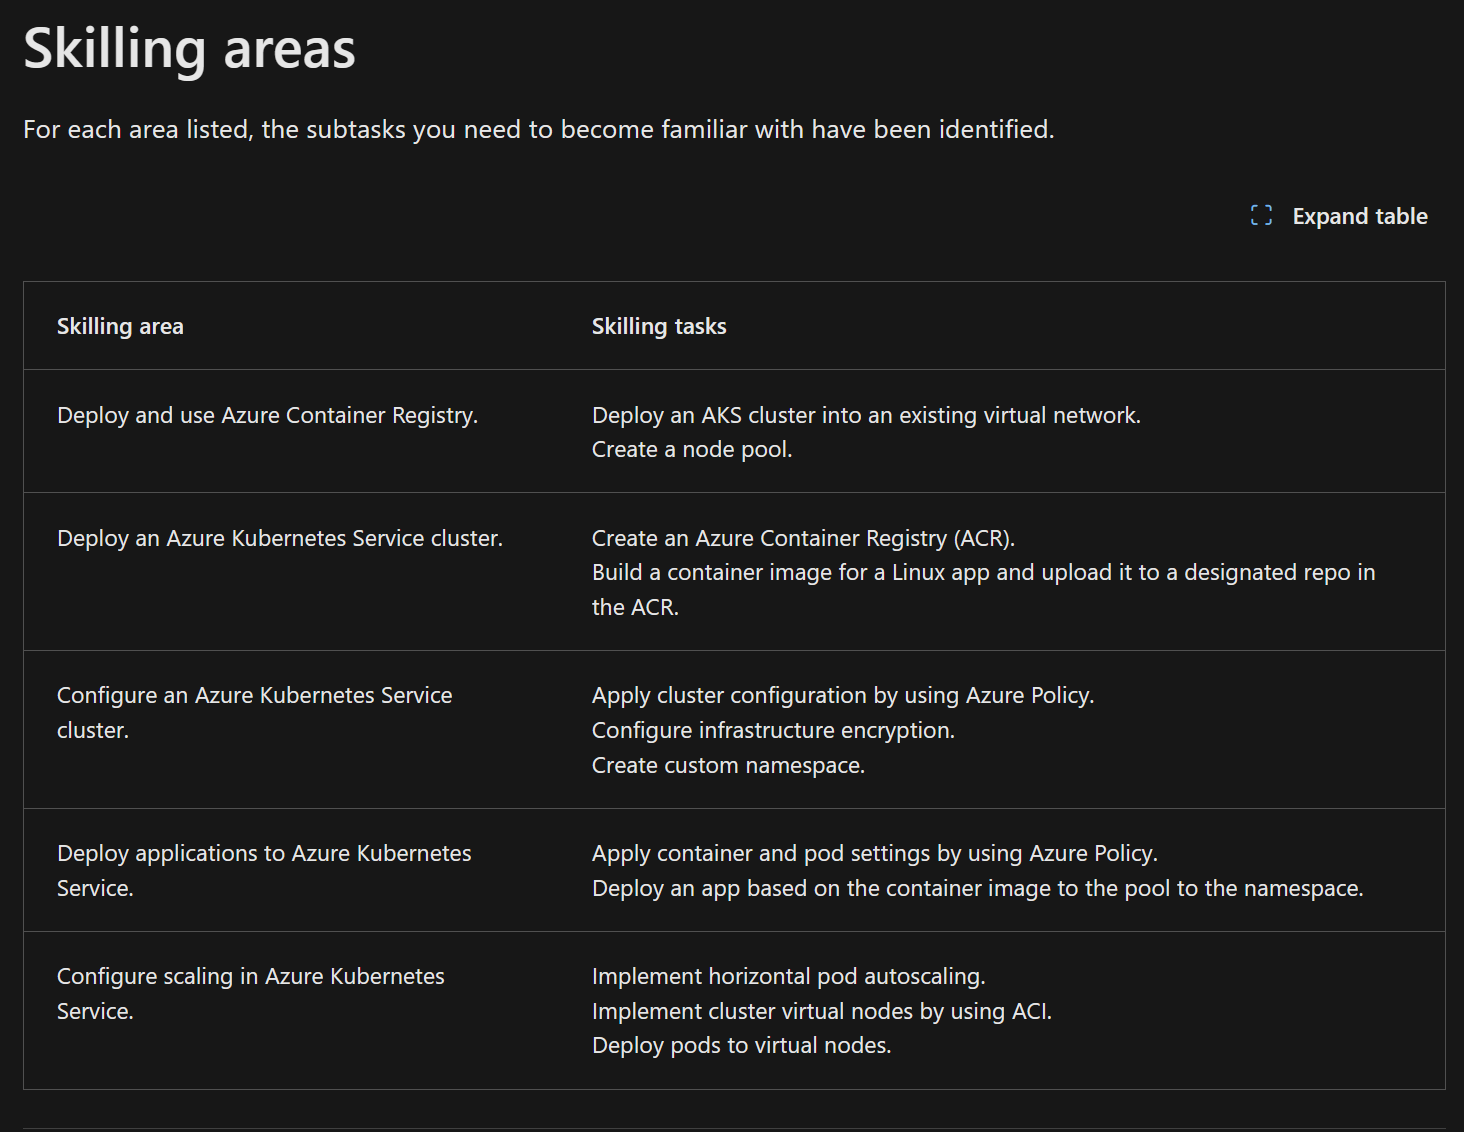 Skilling areas
For each area listed, the subtasks you need to become familiar with have been identified.
Expand table
Skilling area
Skilling tasks
Deploy and use Azure Container Registry.
Deploy an AKS cluster into an existing virtual network.
Create a node pool.
Deploy an Azure Kubernetes Service cluster.
Create an Azure Container Registry (ACR).
Build a container image for a Linux app and upload it to a designated repo in
the ACR.
Configure an Azure Kubernetes Service
cluster.
Apply cluster configuration by using Azure Policy.
Configure infrastructure encryption.
Create custom namespace.
Deploy applications to Azure Kubernetes
Service.
Apply container and pod settings by using Azure Policy.
Deploy an app based on the container image to the pool to the namespace.
Configure scaling in Azure Kubernetes
Service.
Implement horizontal pod autoscaling.
Implement cluster virtual nodes by using ACI.
Deploy pods to virtual nodes.